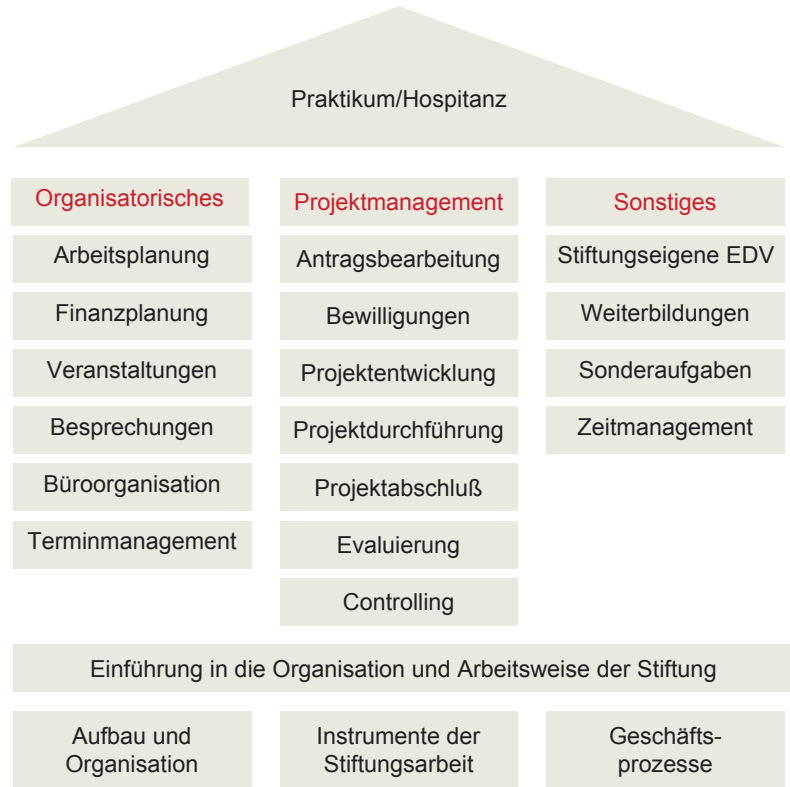 Praktikum/Hospitanz
Organisatorisches
Arbeitsplanung
Finanzplanung
Veranstaltungen
Besprechungen
Büroorganisation
Terminmanagement
Projektmanagement
Antragsbearbeitung
Bewilligungen
Projektentwicklung
Projektdurchführung
Projektabschluß
Evaluierung
Controlling
Sonstiges
Stiftungseigene EDV
Weiterbildungen
Sonderaufgaben
Zeitmanagement
Einführung in die Organisation und Arbeitsweise der Stiftung
Aufbau und
Organisation
Instrumente der
Stiftungsarbeit
Geschäfts-
prozesse